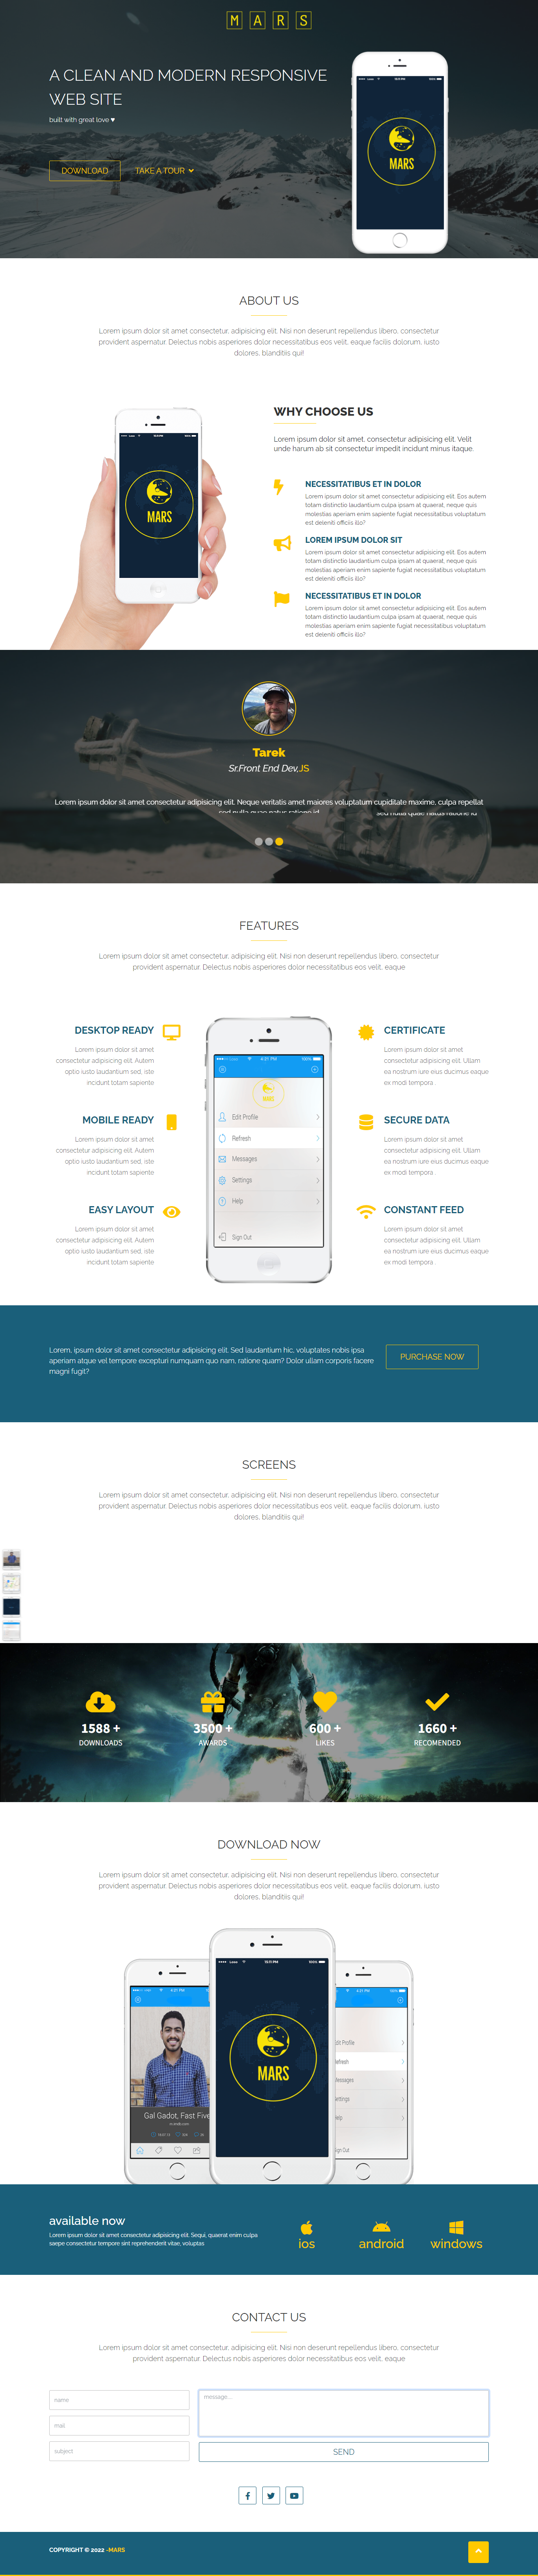 MARS
A CLEAN AND MODERN RESPONSIVE
WEB SITE
built with great love ♥
DOWNLOAD
TAKE A TOUR
MARS
ABOUT US
Lorem ipsum dolor sit amet consectetur, adipisicing elit. Nisi non deserunt repellendus libero, consectetur
provident aspernatur. Delectus nobis asperiores dolor necessitatibus eos velit, eaque facilis dolorum, iusto
dolores, blanditiis qui!
MARS
WHY CHOOSE US
Lorem ipsum dolor sit amet, consectetur adipisicing elit. Velit
unde harum ab sit consectetur impedit incidunt minus itaque.
NECESSITATIBUS ET IN DOLOR
Lorem ipsum dolor sit amet consectetur adipisicing elit. Eos autem
totam distinctio laudantium culpa ipsam at quaerat, neque quis
molestias aperiam enim sapiente fugiat necessitatibus voluptatum
est deleniti officiis illo?
LOREM IPSUM DOLOR SIT
Lorem ipsum dolor sit amet consectetur adipisicing elit. Eos autem
totam distinctio laudantium culpa ipsam at quaerat, neque quis
molestias aperiam enim sapiente fugiat necessitatibus voluptatum
est deleniti officiis illo?
NECESSITATIBUS ET IN DOLOR
Lorem ipsum dolor sit amet consectetur adipisicing elit. Eos autem
totam distinctio laudantium culpa ipsam at quaerat, neque quis
molestias aperiam enim sapiente fugiat necessitatibus voluptatum
est deleniti officiis illo?
Tarek
Sr.Front End Dev,JS
Lorem ipsum dolor sit amet consectetur adipisicing elit. Neque veritatis amet maiores voluptatum cupiditate maxime, culpa repellat
sed nulla quae natus ratione id
FEATURES
Lorem ipsum dolor sit amet consectetur, adipisicing elit. Nisi non deserunt repellendus libero, consectetur
provident aspernatur. Delectus nobis asperiores dolor necessitatibus eos velit, eaque
DESKTOP READY
Lorem ipsum dolor sit amet
consectetur adipisicing elit. Autem
optio iusto laudantium sed, iste
incidunt totam sapiente
MOBILE READY
Lorem ipsum dolor sit amet
consectetur adipisicing elit. Autem
optio iusto laudantium sed, iste
incidunt totam sapiente
EASY LAYOUT
Lorem ipsum dolor sit amet
consectetur adipisicing elit. Autem
optio iusto laudantium sed, iste
incidunt totam sapiente
4:21 PM
100%
Edit Profile
Refresh
Messages
Settings
Help
Sign Out
CERTIFICATE
Lorem ipsum dolor sit amet
consectetur adipisicing elit. Ullam
ea nostrum iure eius ducimus eaque
ex modi tempora .
SECURE DATA
Lorem ipsum dolor sit amet
consectetur adipisicing elit. Ullam
ea nostrum iure eius ducimus eaque
ex modi tempora .
CONSTANT FEED
Lorem ipsum dolor sit amet
consectetur adipisicing elit. Ullam
ea nostrum iure eius ducimus eaque
ex modi tempora .
Lorem, ipsum dolor sit amet consectetur adipisicing elit. Sed laudantium hic, voluptates nobis ipsa
aperiam atque vel tempore excepturi numquam quo nam, ratione quam? Dolor ullam corporis facere
magni fugit?
PURCHASE NOW
SCREENS
Lorem ipsum dolor sit amet consectetur, adipisicing elit. Nisi non deserunt repellendus libero, consectetur
provident aspernatur. Delectus nobis asperiores dolor necessitatibus eos velit, eaque facilis dolorum, iusto
dolores, blanditiis qui!
1588 +
DOWNLOADS
3500 +
AWARDS
600 +
LIKES
1660 +
RECOMENDED
DOWNLOAD NOW
Lorem ipsum dolor sit amet consectetur, adipisicing elit. Nisi non deserunt repellendus libero, consectetur
provident aspernatur. Delectus nobis asperiores dolor necessitatibus eos velit, eaque facilis dolorum, iusto
dolores, blanditiis qui!
10:11 PM
100%
4:21 PM
MARS
Gal Gadot, Fast Five
dit Profile
efresh
essages
ettings
elp
ign Out
available now
Lorem ipsum dolor sit amet consectetur adipisicing elit. Sequi, quaerat enim culpa
saepe consectetur tempore sint reprehenderit vitae, voluptas
ios
android
windows
CONTACT US
Lorem ipsum dolor sit amet consectetur, adipisicing elit. Nisi non deserunt repellendus libero, consectetur
provident aspernatur. Delectus nobis asperiores dolor necessitatibus eos velit, eaque
name
mail
subject
message...
SEND
COPYRIGHT © 2022 -MARS